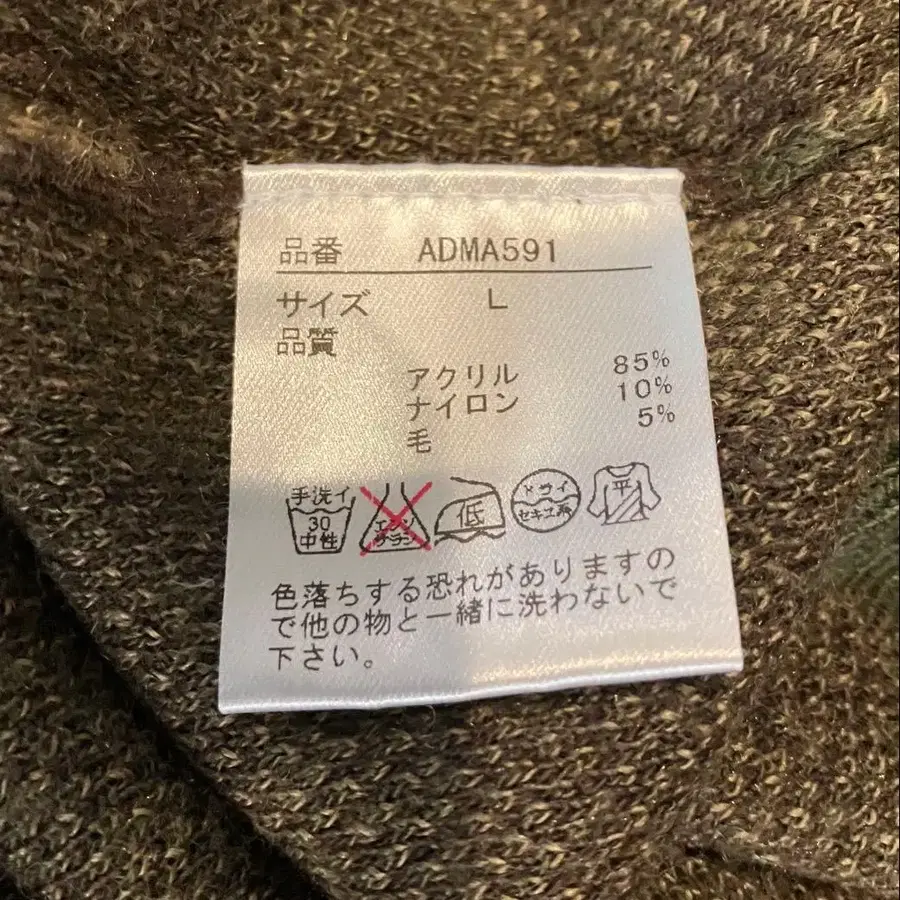 品番 ADMA591
サイズ L
品質
アクリル 85%
ナイロン 10%
毛 5%
手洗イ 30 中性
エンソ サラシ
低
ドライ セキユ系
平
色落ちする恐れがありますの
で他の物と一緒に洗わないで
下さい。